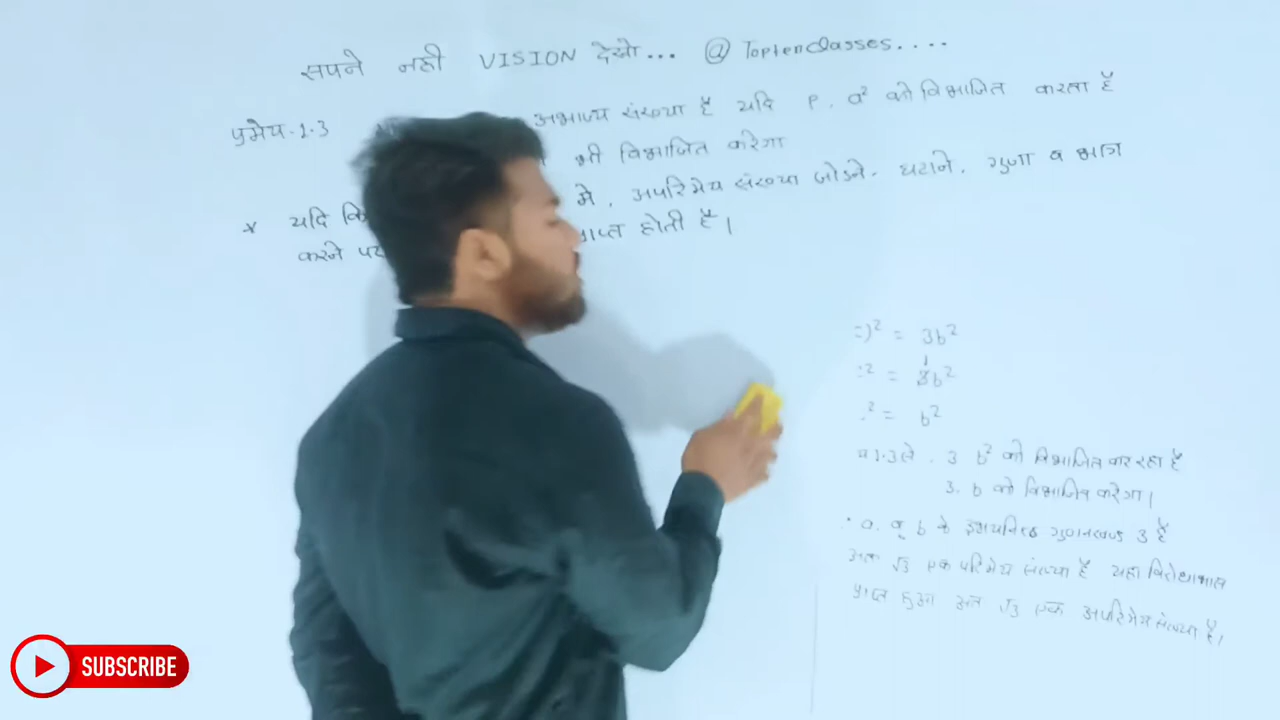 सपने नही VISION देखो... @Toptenclasses....
प्रमेय-1.3 अभाज्य संख्या है यदि P, a² को विभाजित करता है
भी विभाजित करेगा
* यदि कि में, अपरिमेय संख्या जोडने, घटाने, गुणा व भाग
करने पर प्राप्त होती है।
)² = 3b²
² = 3b²
1
² = b²
1.3 से, 3 b² को विभाजित कर रहा है
3, b को विभाजित करेगा।
a, व b के उभयनिष्ठ गुणनखण्ड 3 है
अतः √3 एक परिमेय संख्या है यहा विरोधाभास
प्राप्त हुआ अतः √3 एक अपरिमेय संख्या है।
SUBSCRIBE